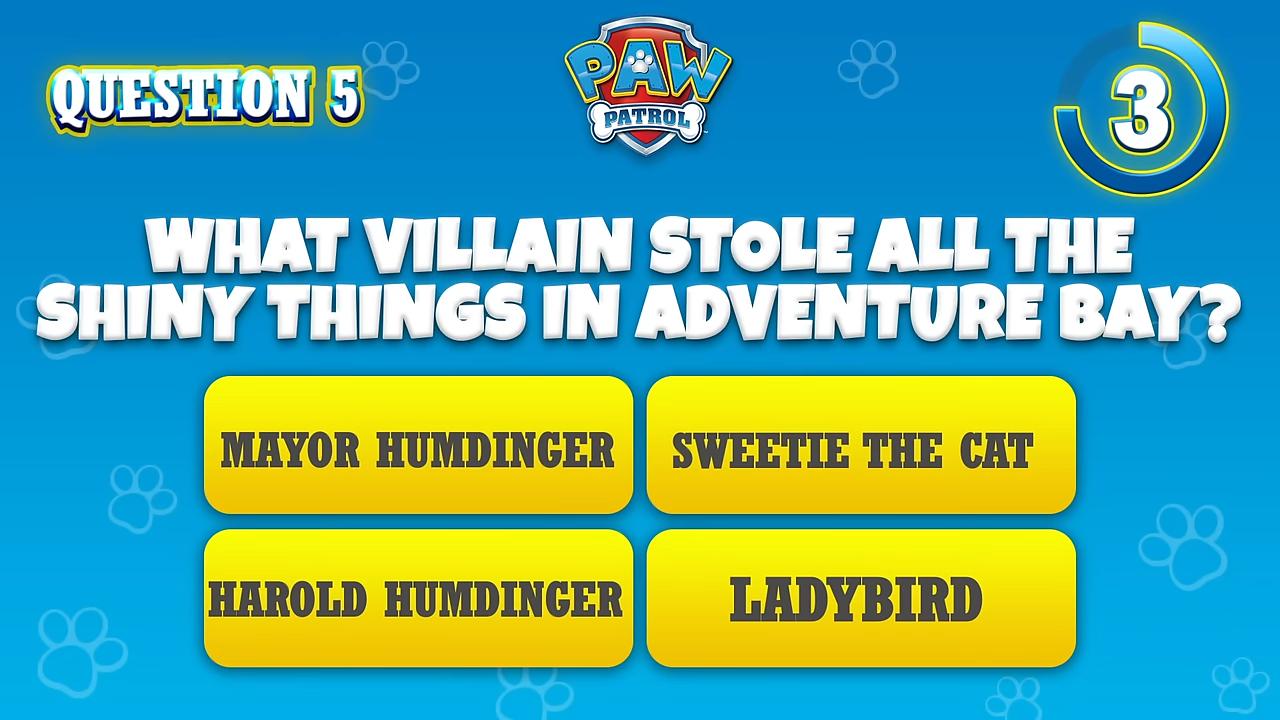 QUESTION 5
PAW
PATROL
3
WHAT VILLAIN STOLE ALL THE
SHINY THINGS IN ADVENTURE BAY?
MAYOR HUMDINGER
SWEETIE THE CAT
HAROLD HUMDINGER
LADYBIRD